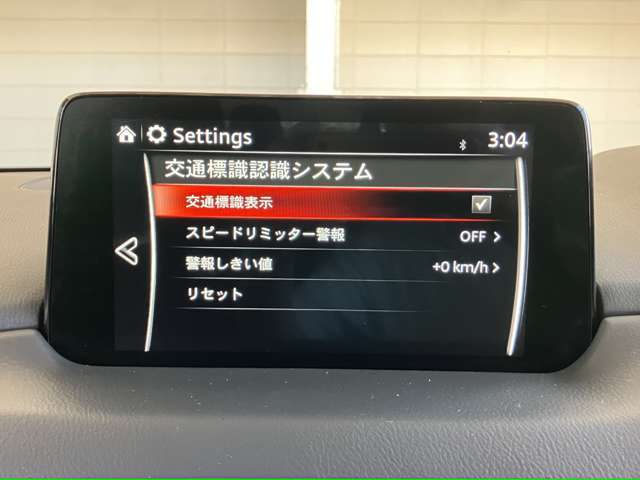 Settings
3:04
交通標識認識システム
交通標識表示
スピードリミッター警報 OFF
警報しきい値 +0 km/h
リセット